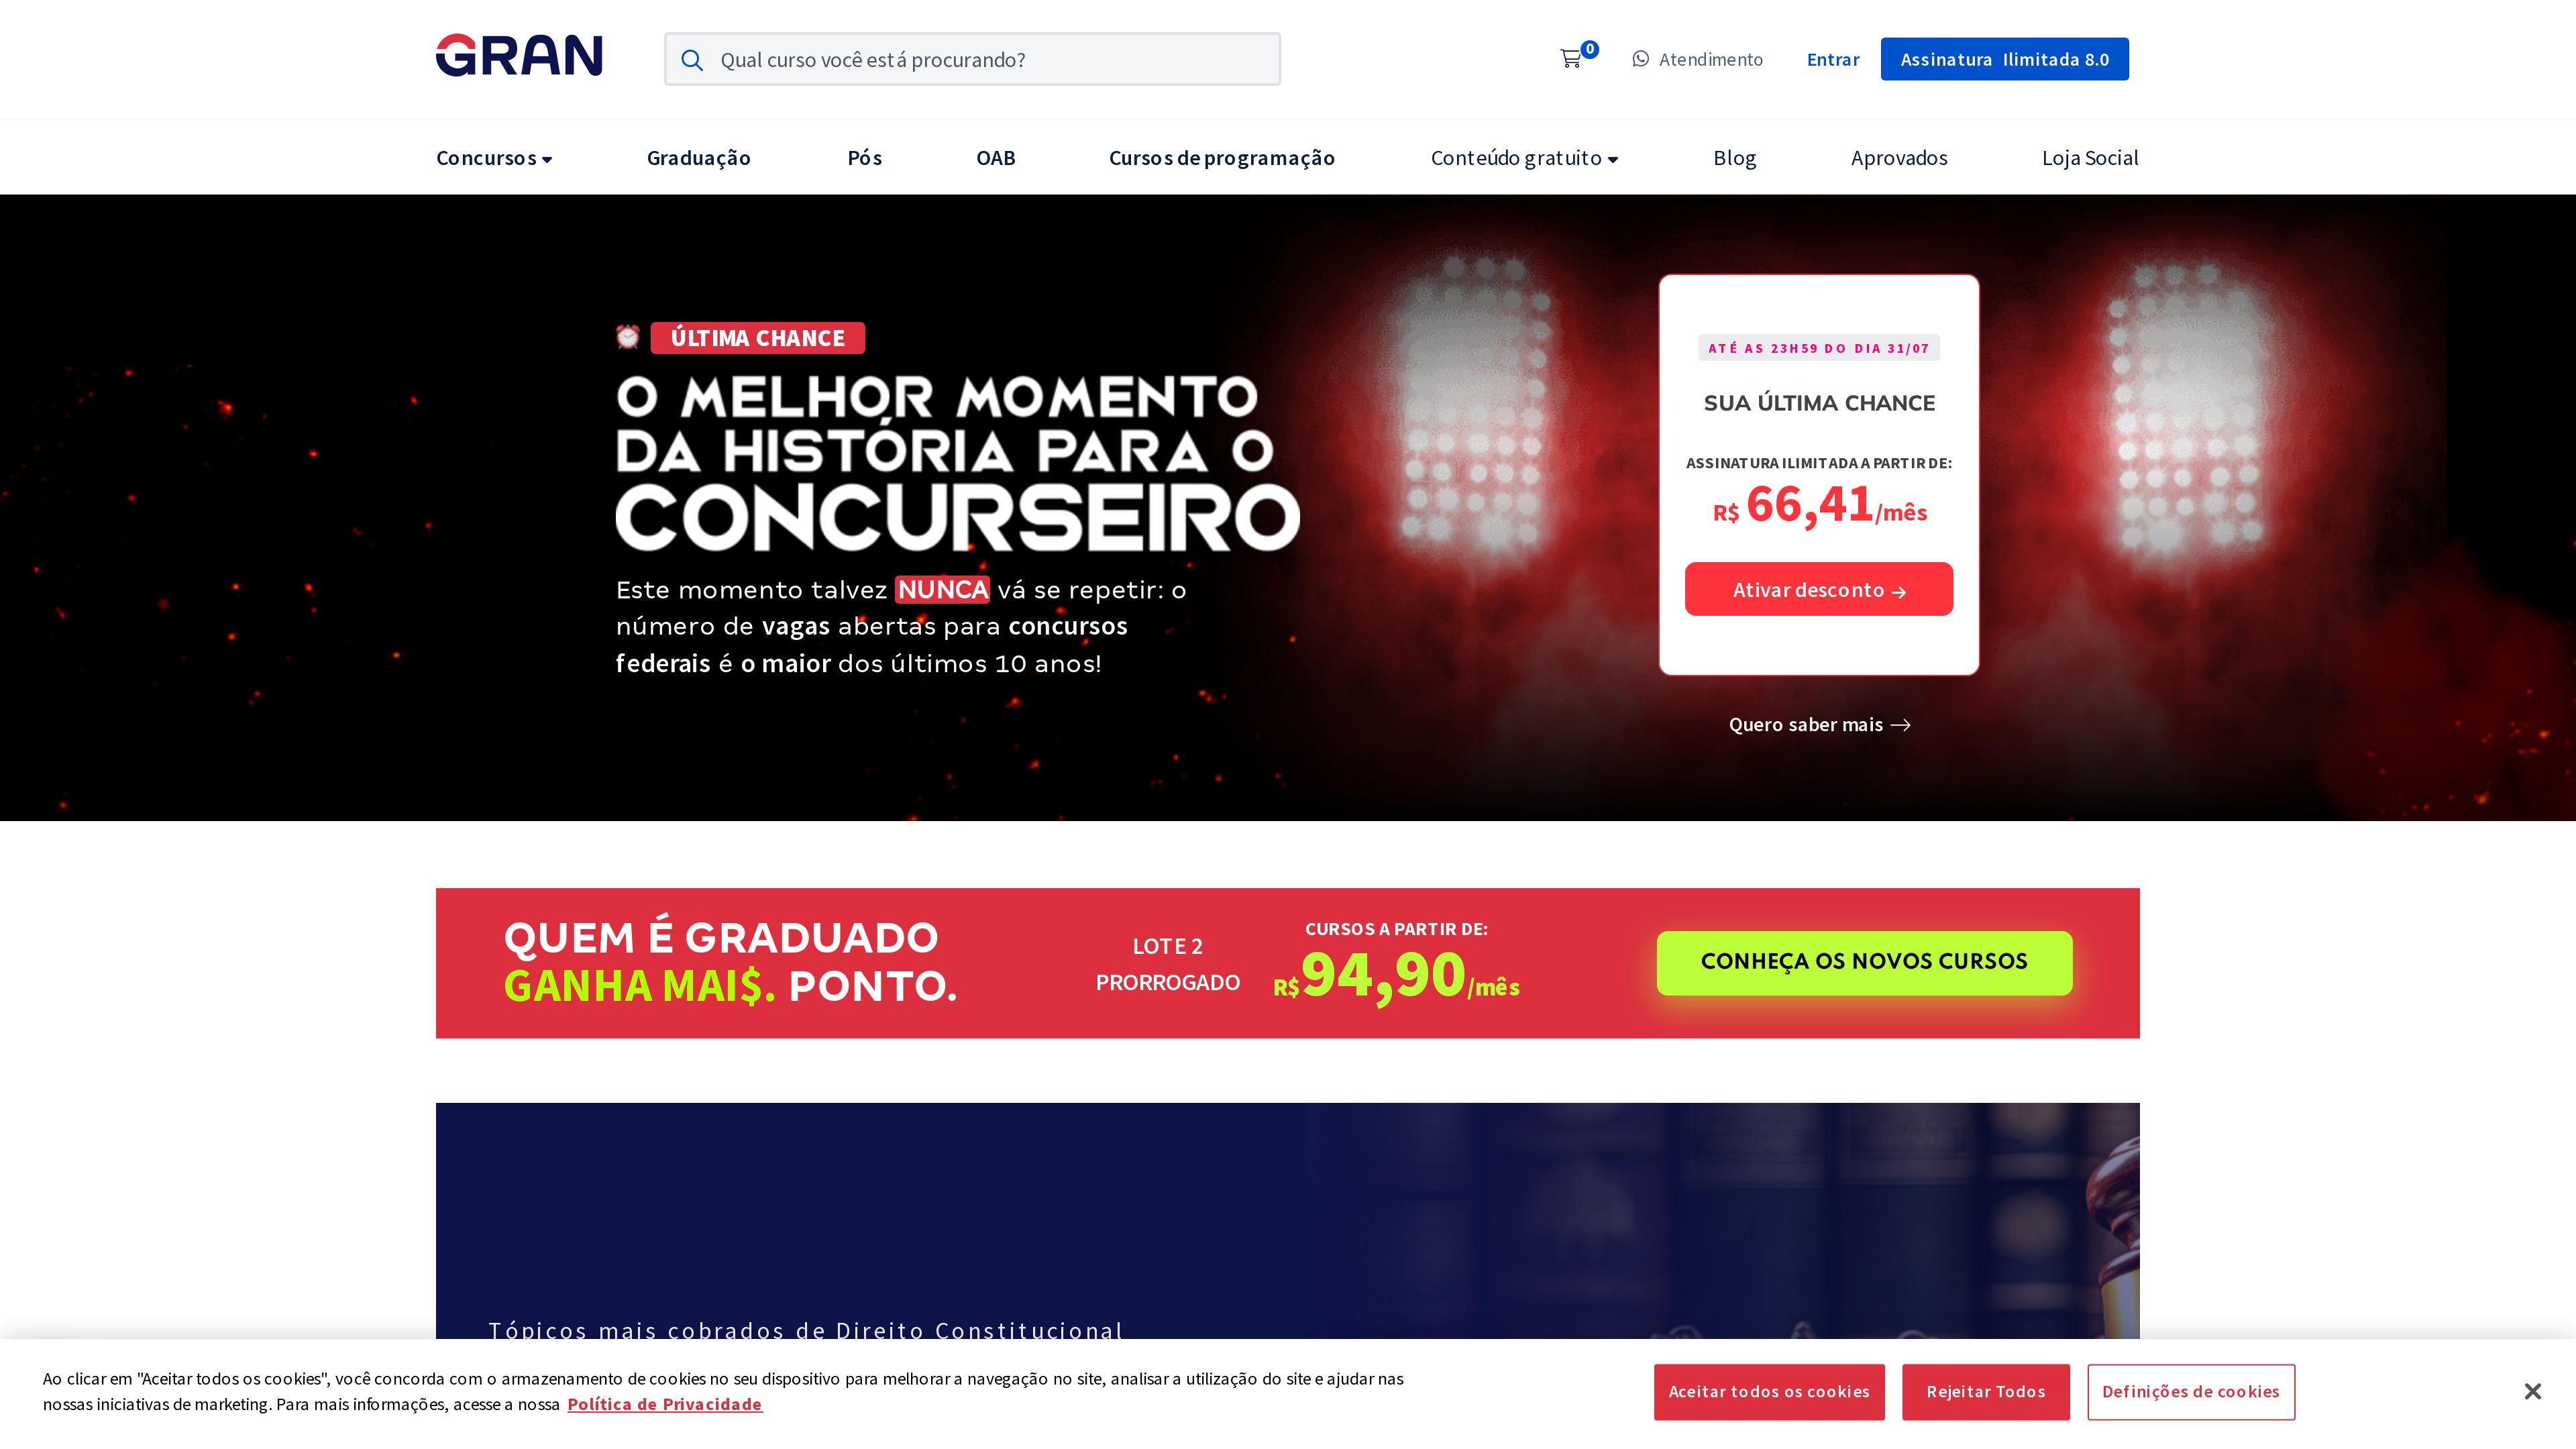 GRAN
Qual curso você está procurando?
0
Atendimento
Entrar
Assinatura Ilimitada 8.0
Concursos
Graduação
Pós
OAB
Cursos de programação
Conteúdo gratuito
Blog
Aprovados
Loja Social
ÚLTIMA CHANCE
O MELHOR MOMENTO
DA HISTÓRIA PARA O
CONCURSEIRO
Este momento talvez NUNCA vá se repetir: o
número de vagas abertas para concursos
federais é o maior dos últimos 10 anos!
ATÉ AS 23H59 DO DIA 31/07
SUA ÚLTIMA CHANCE
ASSINATURA ILIMITADA A PARTIR DE:
R$ 66,41/mês
Ativar desconto →
Quero saber mais
QUEM É GRADUADO
GANHA MAI$. PONTO.
LOTE 2
PRORROGADO
CURSOS A PARTIR DE:
R$94,90/mês
CONHEÇA OS NOVOS CURSOS
Tópicos mais cobrados de Direito Constitucional
Ao clicar em "Aceitar todos os cookies", você concorda com o armazenamento de cookies no seu dispositivo para melhorar a navegação no site, analisar a utilização do site e ajudar nas
nossas iniciativas de marketing. Para mais informações, acesse a nossa Política de Privacidade
Aceitar todos os cookies
Rejeitar Todos
Definições de cookies